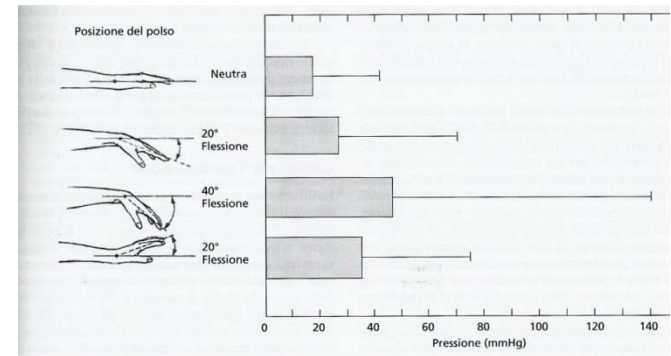 Posizione del polso
Neutra
20°
Flessione
40°
Flessione
20°
Flessione
0 20 40 60 80 100 120 140
Pressione (mmHg)